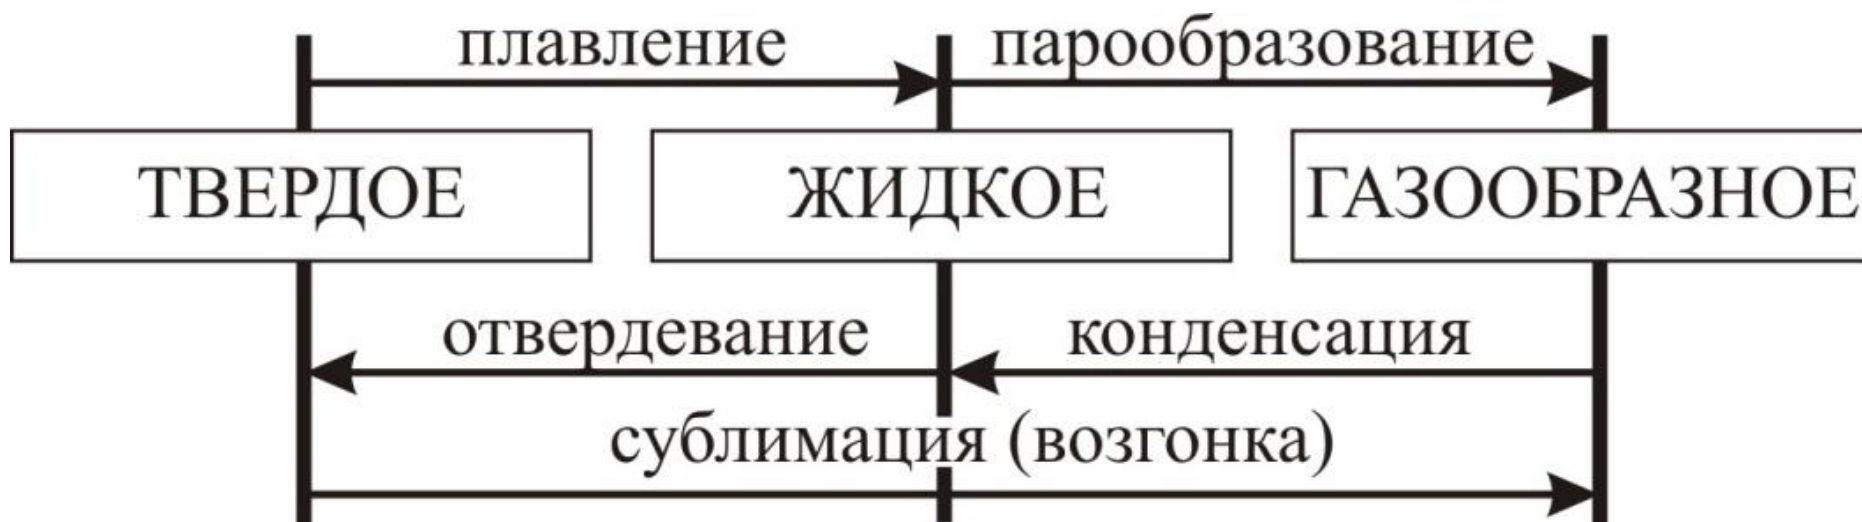 плавление парообразование
ТВЕРДОЕ ЖИДКОЕ ГАЗООБРАЗНОЕ
отвердевание конденсация
сублимация (возгонка)